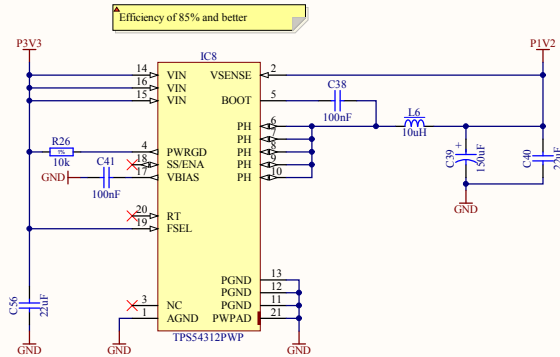 Efficiency of 85% and better
P3V3
P1V2
IC8
14 VIN VSENSE 2
16 VIN
15 VIN BOOT 5
C38
100nF
PH 6
PH 7
PH 8
PH 9
PH 10
L6
10uH
R26
1%
10k
4 PWRGD
18 SS/ENA
17 VBIAS
C41
100nF
GND
20 RT
19 FSEL
C39
+
150uF
C40
22uF
GND
C56
22uF
PGND 13
PGND 12
PGND 11
PWPAD 21
3 NC
1 AGND
TPS54312PWP
GND
GND
GND